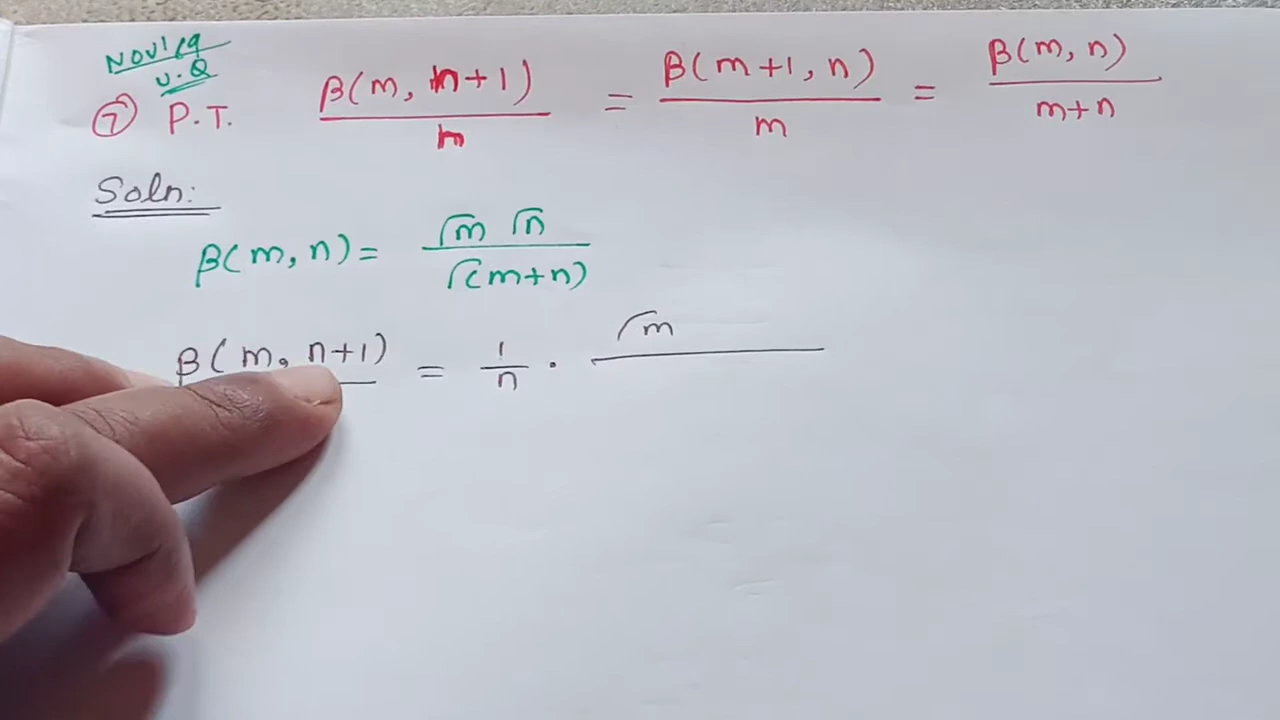 Nov'19
U.Q
⑦ P.T. β(m, n+1) / n = β(m+1, n) / m = β(m, n) / m+n
Soln:
β(m, n) = Γm Γn / Γ(m+n)
β(m, n+1) = 1/n · Γm